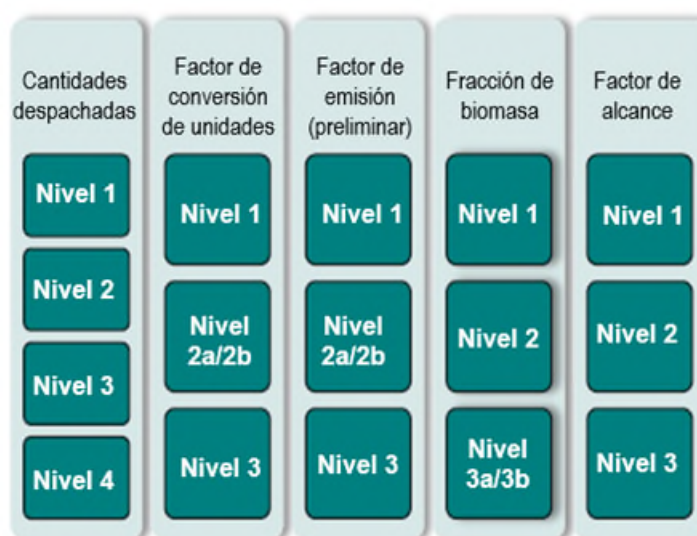 Cantidades
despachadas
Nivel 1
Nivel 2
Nivel 3
Nivel 4
Factor de
conversión
de unidades
Nivel 1
Nivel
2a/2b
Nivel 3
Factor de
emisión
(preliminar)
Nivel 1
Nivel
2a/2b
Nivel 3
Fracción de
biomasa
Nivel 1
Nivel 2
Nivel
3a/3b
Factor de
alcance
Nivel 1
Nivel 2
Nivel 3